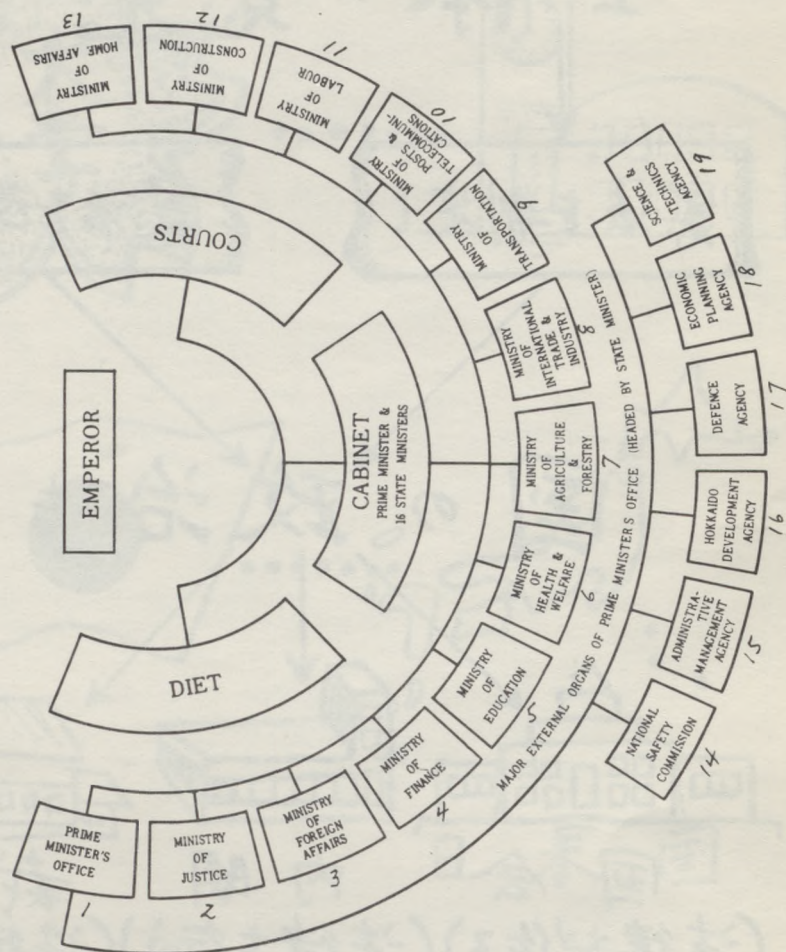 EMPEROR
DIET
CABINET
PRIME MINISTER &
16 STATE MINISTERS
COURTS
PRIME
MINISTER'S
OFFICE
1
MINISTRY
OF
JUSTICE
2
MINISTRY
OF
FOREIGN
AFFAIRS
3
MINISTRY
OF
FINANCE
4
MINISTRY
OF
EDUCATION
5
MINISTRY
OF
HEALTH &
WELFARE
6
MINISTRY
OF
AGRICULTURE
&
FORESTRY
7
MINISTRY
OF
INTERNATIONAL
TRADE &
INDUSTRY
8
MINISTRY
OF
TRANSPORTATION
9
MINISTRY
OF
POSTS &
TELECOMMUNI-
CATIONS
10
MINISTRY
OF
LABOUR
11
MINISTRY
OF
CONSTRUCTION
12
MINISTRY
OF
HOME. AFFAIRS
13
MAJOR EXTERNAL ORGANS OF PRIME MINISTERS OFFICE (HEADED BY STATE MINISTER)
NATIONAL
SAFETY
COMMISSION
14
ADMINISTRA-
TIVE
MANAGEMENT
AGENCY
15
HOKKAIDO
DEVELOPMENT
AGENCY
16
DEFENCE
AGENCY
17
ECONOMIC
PLANNING
AGENCY
18
SCIENCE &
TECHNICS
AGENCY
19